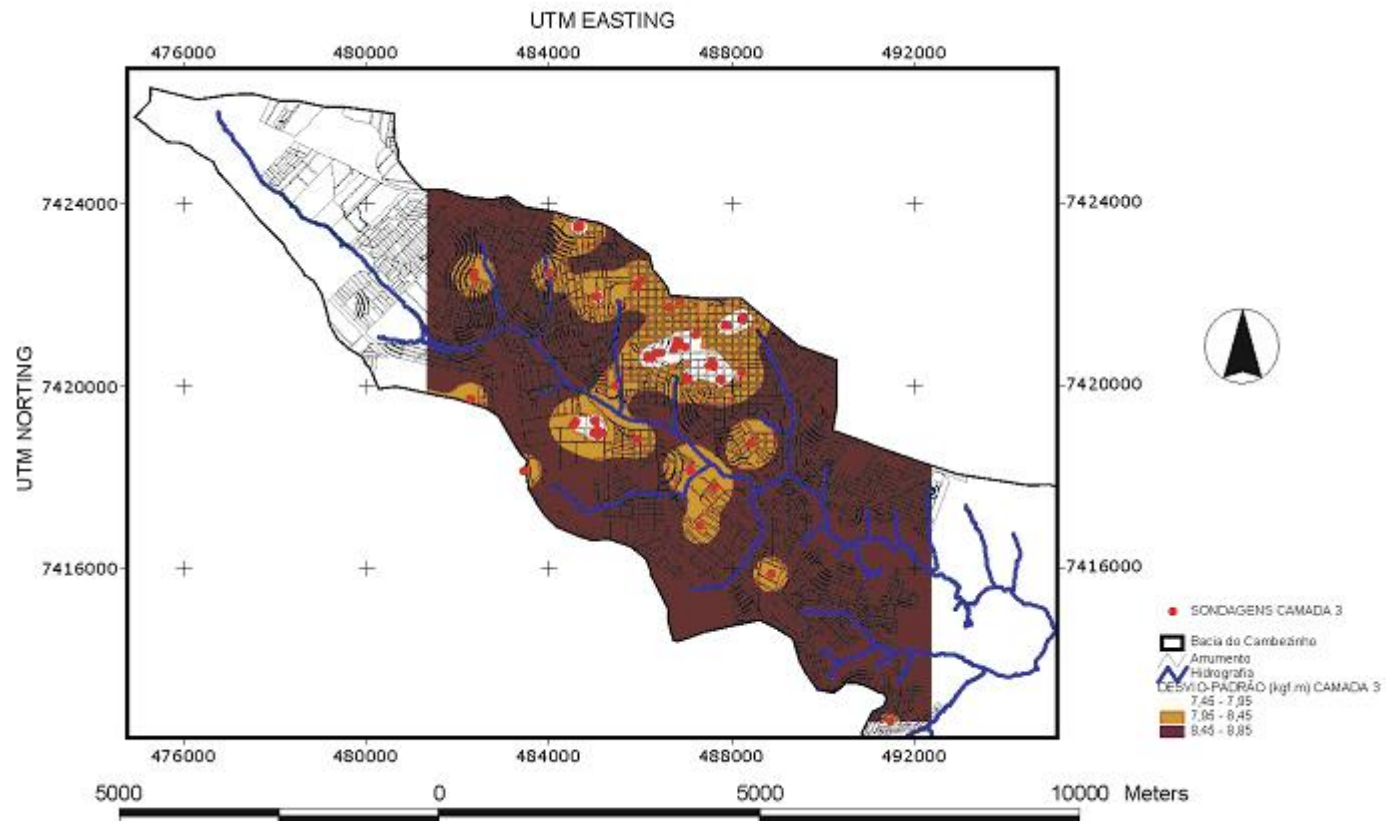 UTM EASTING
476000 480000 484000 488000 492000
7424000 7424000
7420000 7420000
UTM NORTING
7416000 7416000
SONDAGENS CAMADA 3
Bacia do Cambezinho
Arrumento
Hidrografia
DESVIO-PADRÃO (kgf.m) CAMADA 3
7,45 - 7,95
7,95 - 8,45
8,45 - 8,85
476000 480000 484000 488000 492000
5000 0 5000 10000 Meters